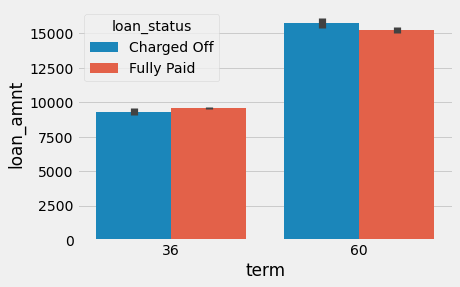 loan_status
Charged Off
Fully Paid
15000
12500
10000
7500
5000
2500
0
loan_amnt
36
60
term